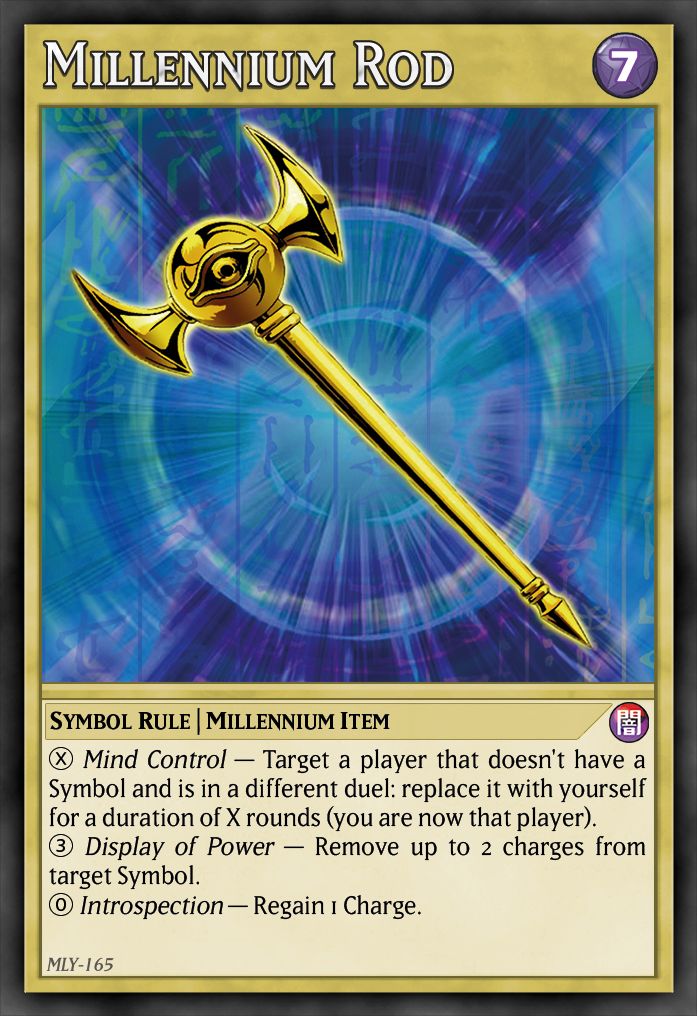 Millennium Rod
7
Symbol Rule | Millennium Item
闇
Ⓧ Mind Control — Target a player that doesn't have a
Symbol and is in a different duel: replace it with yourself
for a duration of X rounds (you are now that player).
③ Display of Power — Remove up to 2 charges from
target Symbol.
⓪ Introspection — Regain 1 Charge.
MLY-165